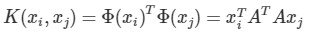 K(x_i, x_j) = Φ(x_i)^T Φ(x_j) = x_i^T A^T A x_j